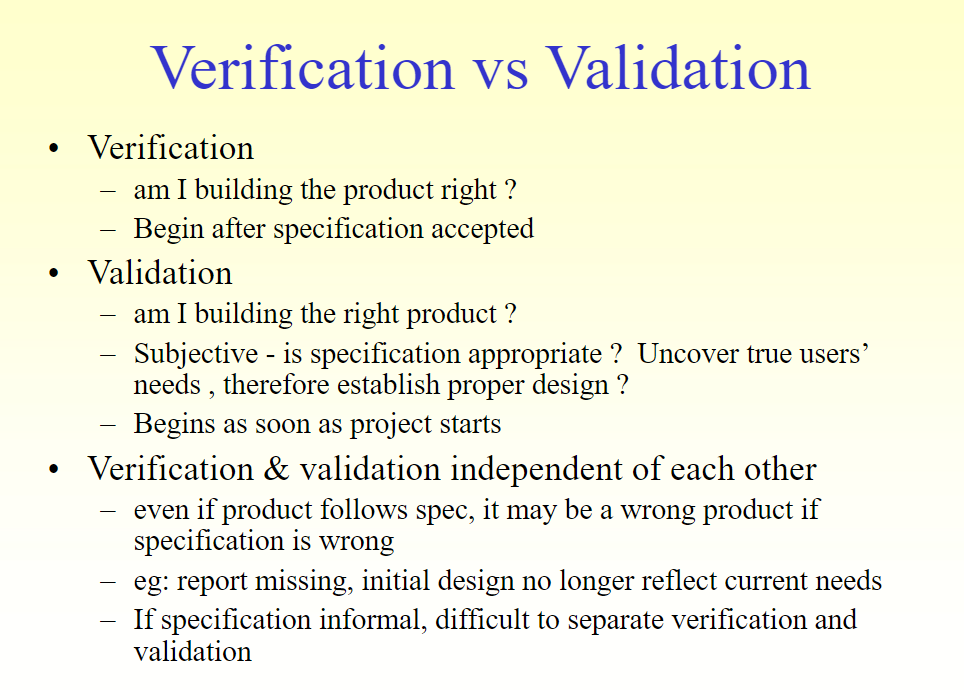 Verification vs Validation
• Verification
– am I building the product right ?
– Begin after specification accepted
• Validation
– am I building the right product ?
– Subjective - is specification appropriate ?  Uncover true users’
needs , therefore establish proper design ?
– Begins as soon as project starts
• Verification & validation independent of each other
– even if product follows spec, it may be a wrong product if
specification is wrong
– eg: report missing, initial design no longer reflect current needs
– If specification informal, difficult to separate verification and
validation